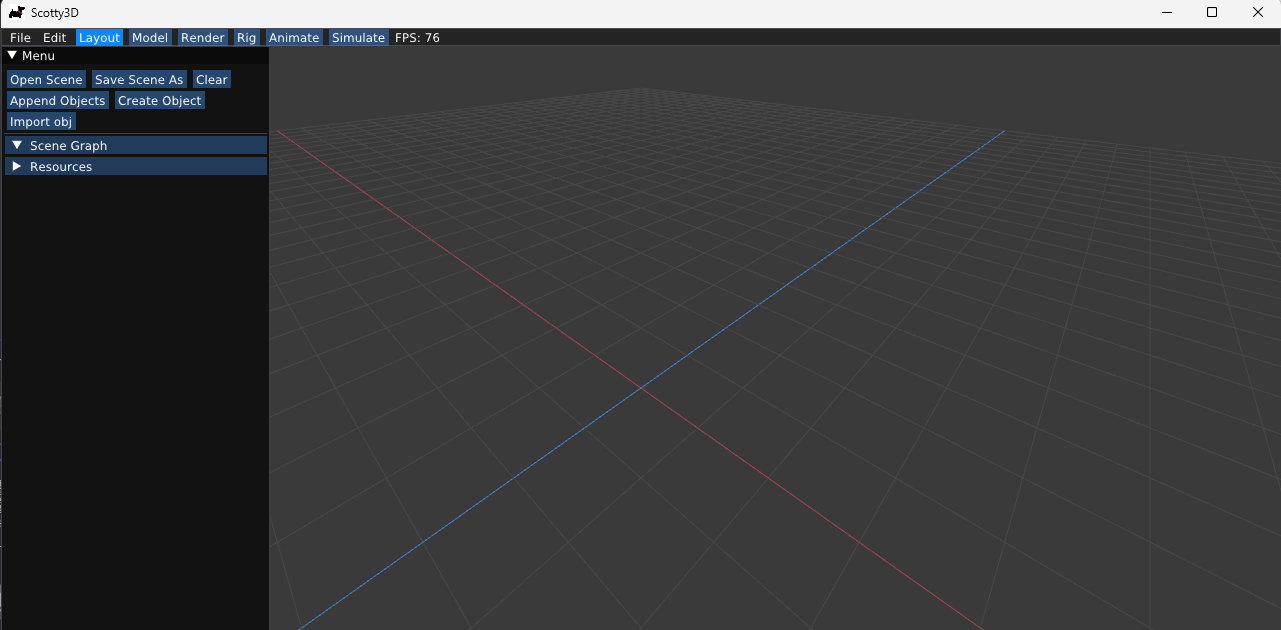 Scotty3D
File Edit Layout Model Render Rig Animate Simulate FPS: 76
Menu
Open Scene Save Scene As Clear
Append Objects Create Object
Import obj
Scene Graph
Resources